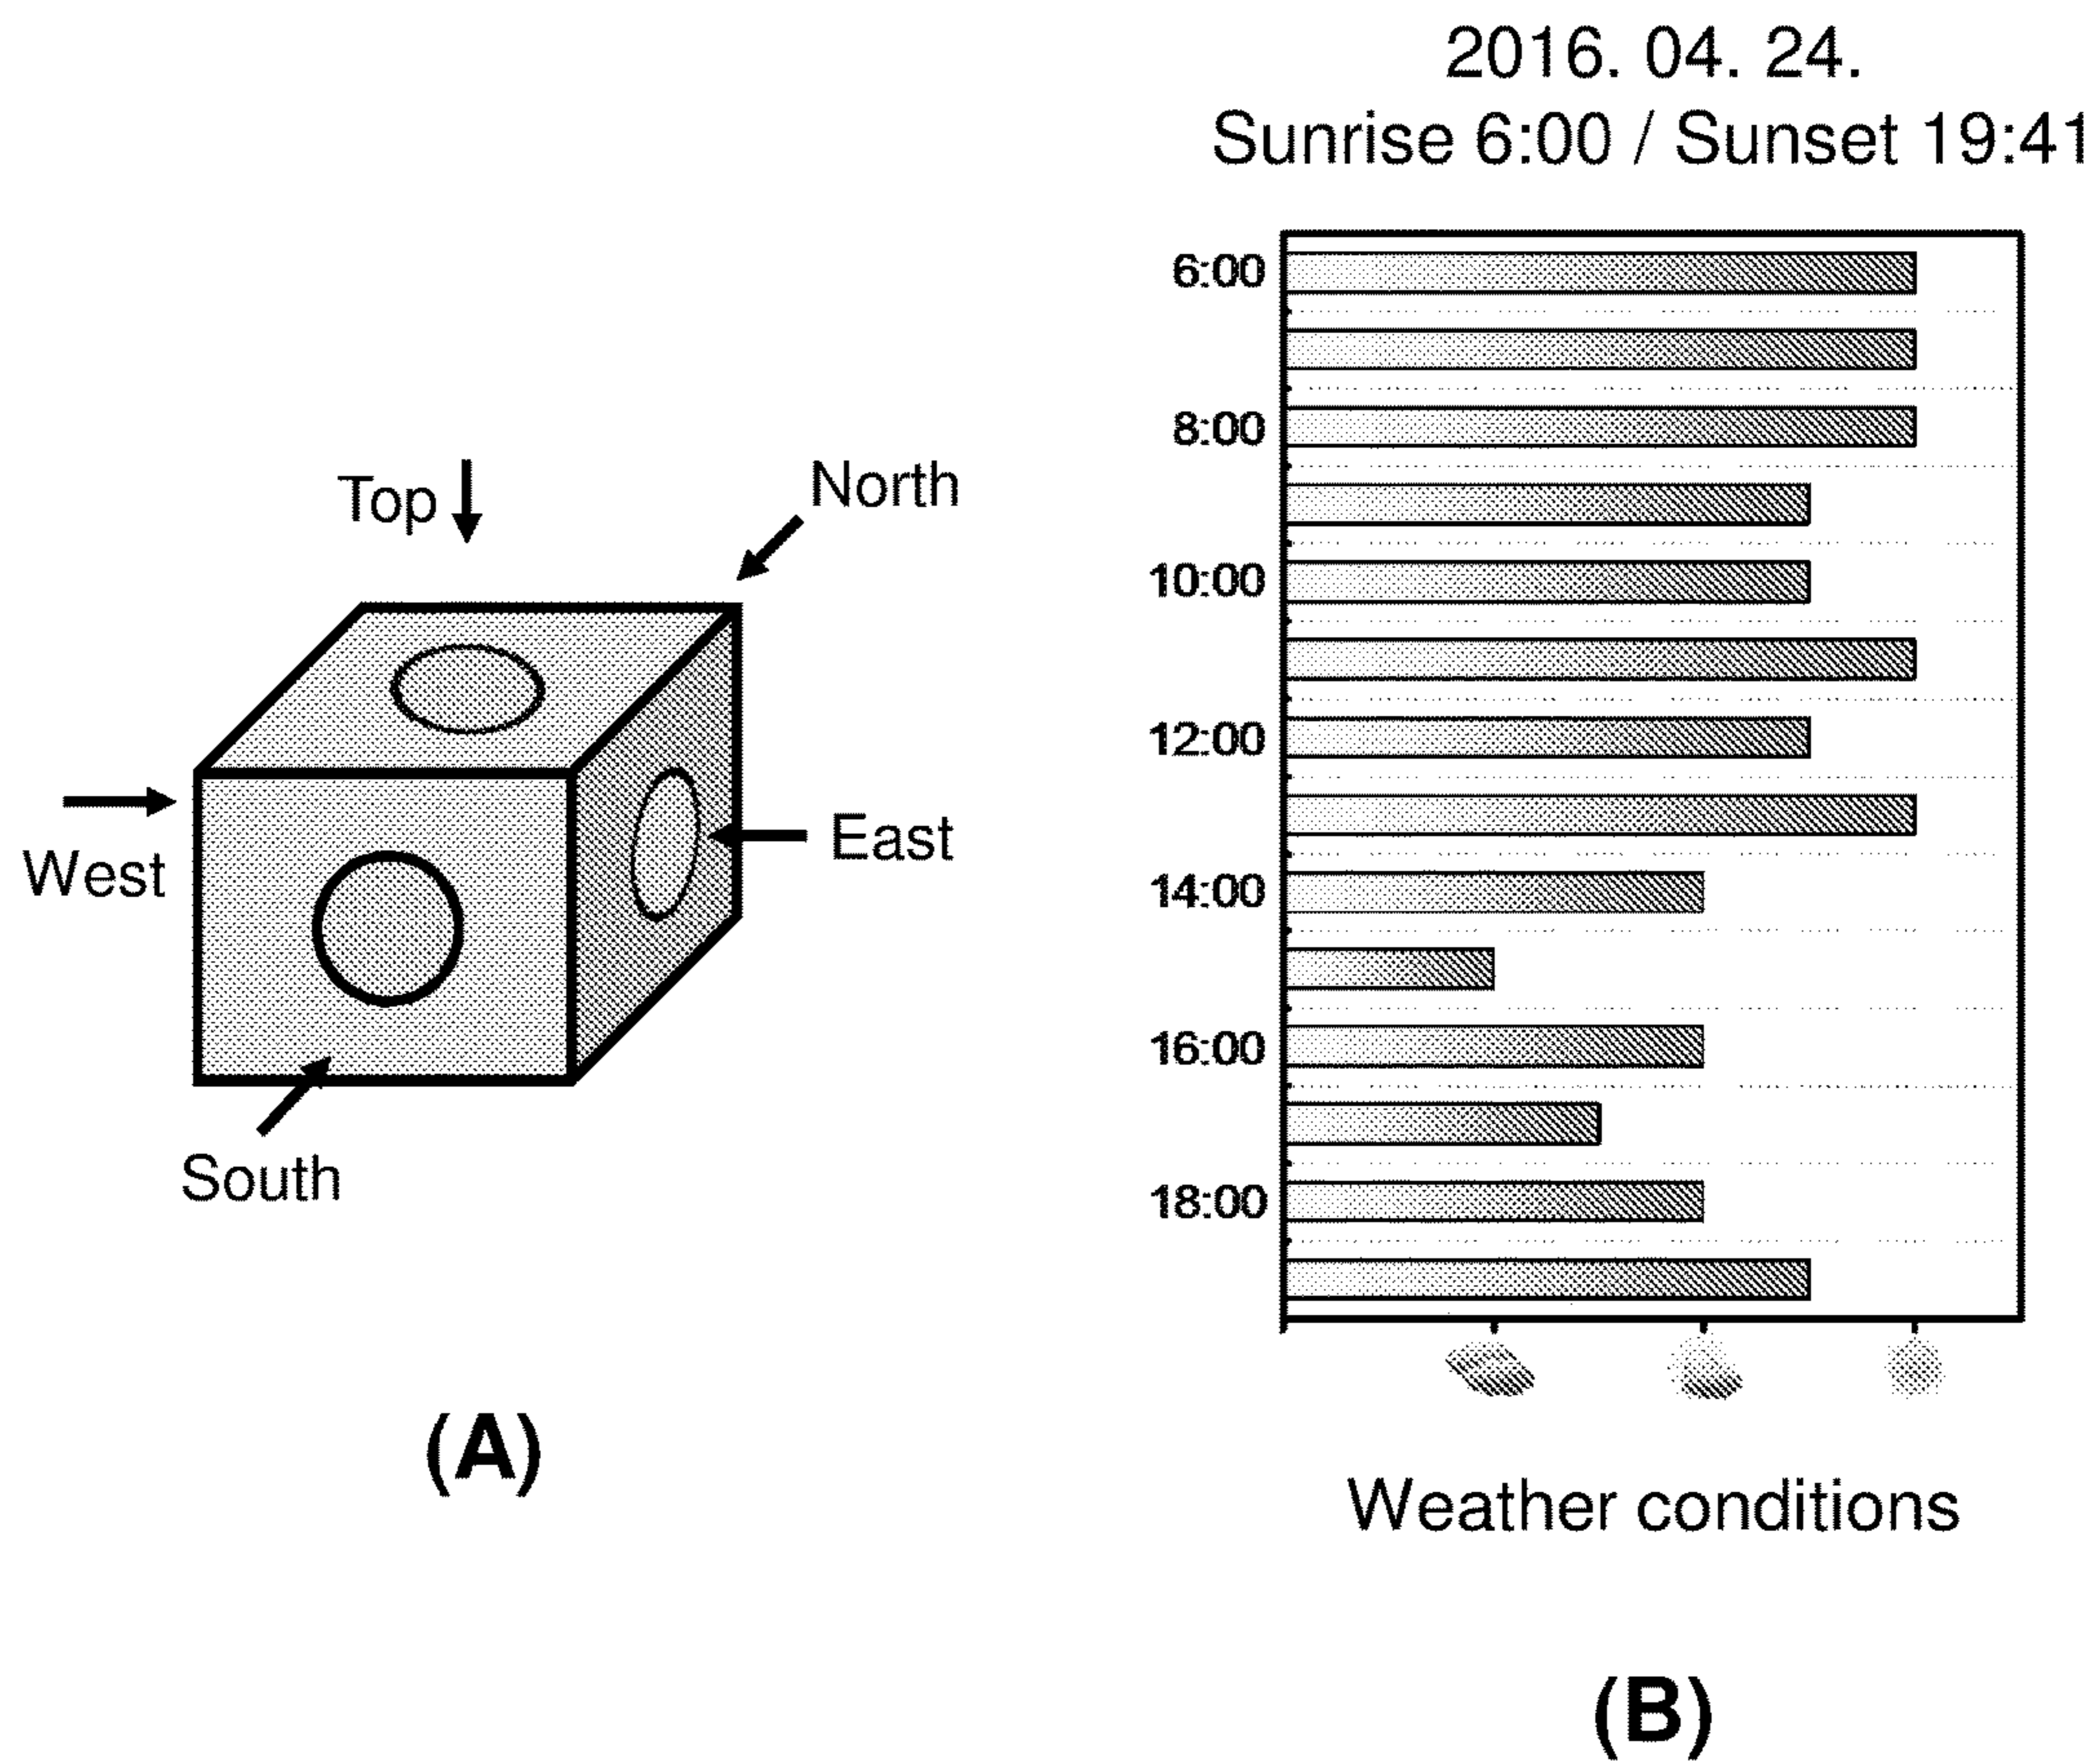 2016. 04. 24.
Sunrise 6:00 / Sunset 19:41
Top
North
West
East
South
(A)
6:00
8:00
10:00
12:00
14:00
16:00
18:00
Weather conditions
(B)